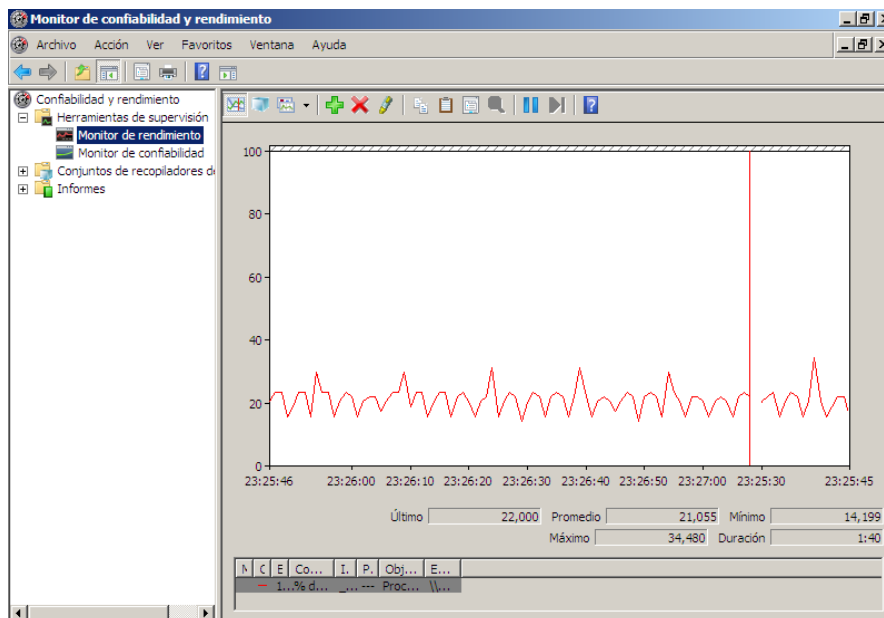 Monitor de confiabilidad y rendimiento
Archivo Acción Ver Favoritos Ventana Ayuda
Confiabilidad y rendimiento
Herramientas de supervisión
Monitor de rendimiento
Monitor de confiabilidad
Conjuntos de recopiladores d
Informes
100
80
60
40
20
0
23:25:46 23:26:00 23:26:10 23:26:20 23:26:30 23:26:40 23:26:50 23:27:00 23:25:30 23:25:45
Último 22,000 Promedio 21,055 Mínimo 14,199
Máximo 34,480 Duración 1:40
N C E Co... I. P. Obj... E...
1... % d... _... --- Proc... \\...